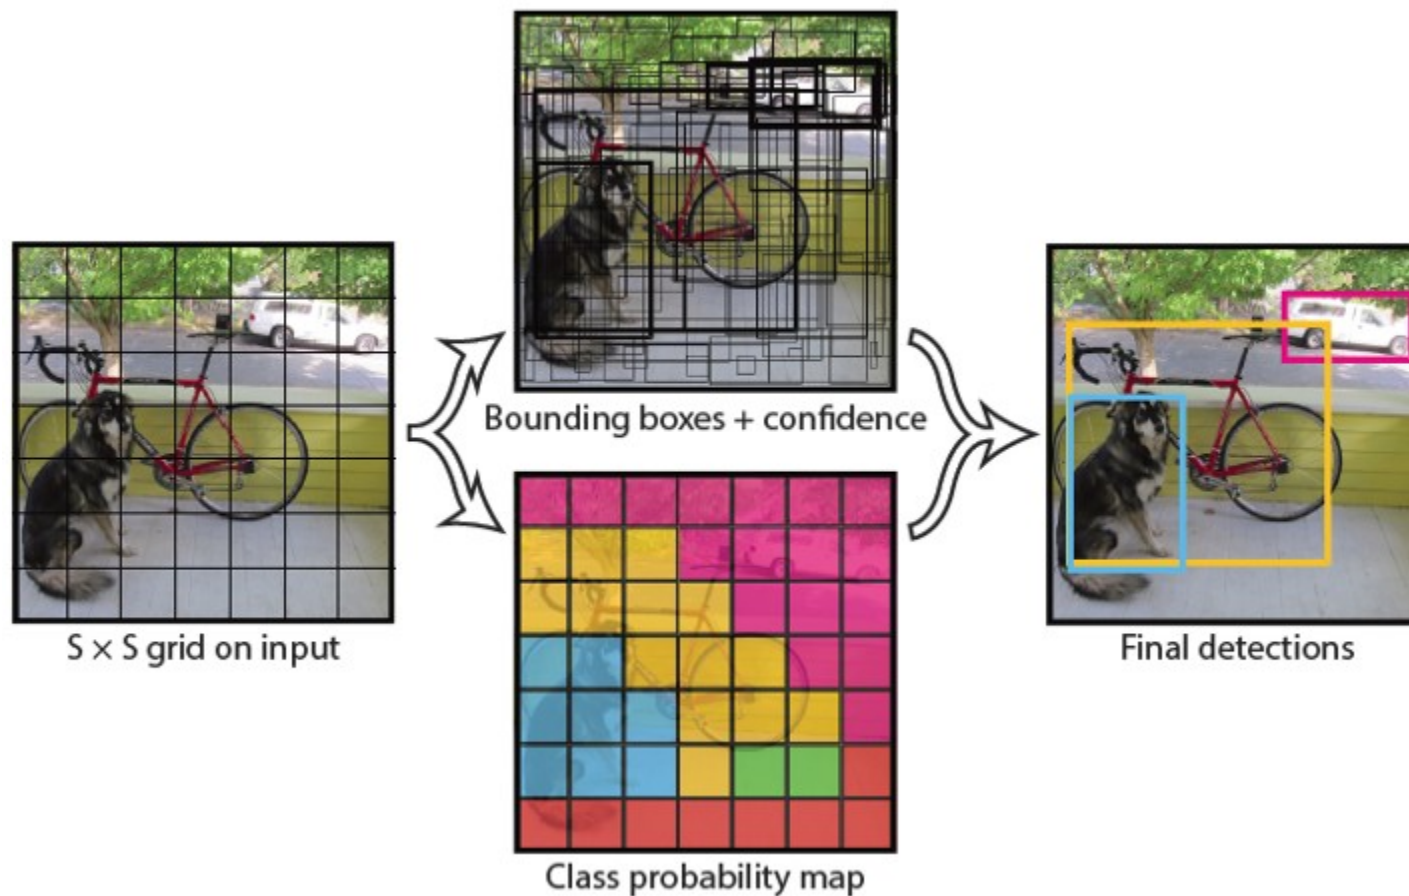 S × S grid on input
Bounding boxes + confidence
Class probability map
Final detections